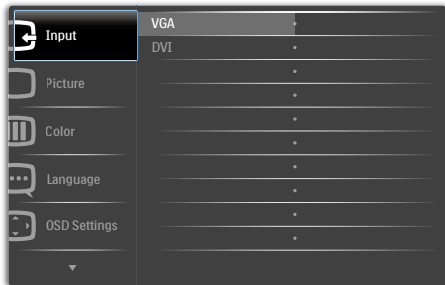 Input
Picture
Color
Language
OSD Settings
VGA
DVI